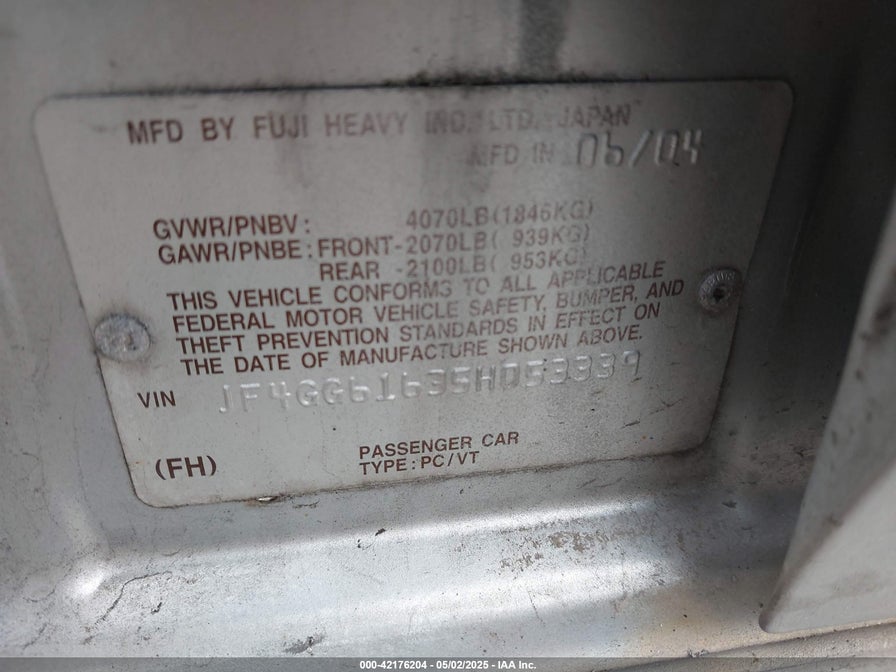 MFD BY FUJI HEAVY IND. LTD. JAPAN
MFD IN 06/04
GVWR/PNBV: 4070LB(1846KG)
GAWR/PNBE: FRONT-2070LB( 939KG)
REAR -2100LB( 953KG)
THIS VEHICLE CONFORMS TO ALL APPLICABLE
FEDERAL MOTOR VEHICLE SAFETY, BUMPER, AND
THEFT PREVENTION STANDARDS IN EFFECT ON
THE DATE OF MANUFACTURE SHOWN ABOVE.
VIN JF4GG61635H053339
(FH) PASSENGER CAR
TYPE: PC/VT
000-42176204 - 05/02/2025 - IAA Inc.